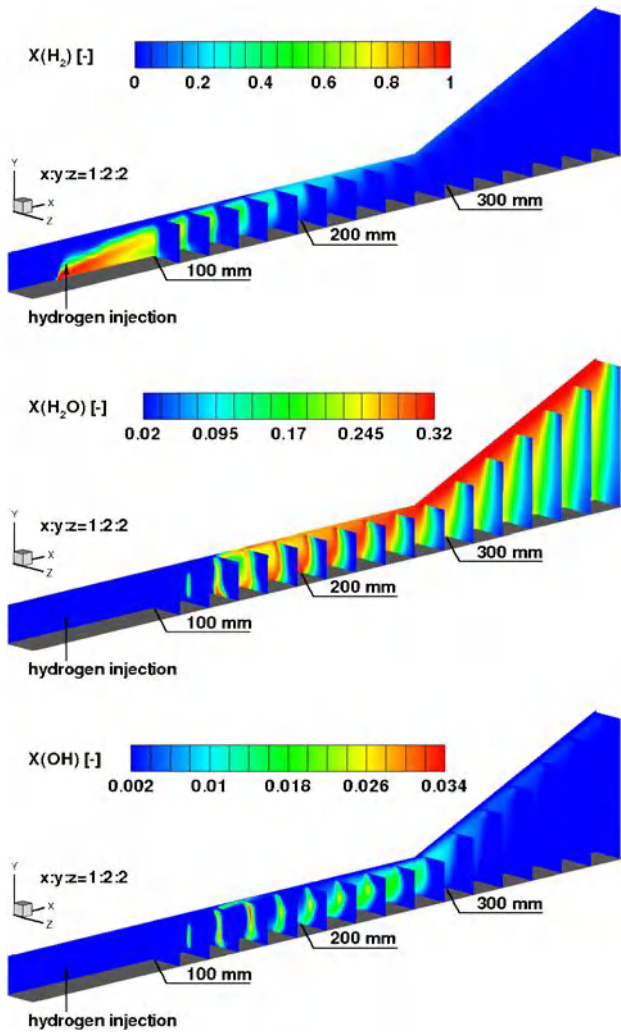 X(H₂) [-]
0 0.2 0.4 0.6 0.8 1
Y
x:y:z=1:2:2
X
Z
300 mm
200 mm
100 mm
hydrogen injection
X(H₂O) [-]
0.02 0.095 0.17 0.245 0.32
Y
x:y:z=1:2:2
X
Z
300 mm
200 mm
100 mm
hydrogen injection
X(OH) [-]
0.002 0.01 0.018 0.026 0.034
Y
x:y:z=1:2:2
X
Z
300 mm
200 mm
100 mm
hydrogen injection